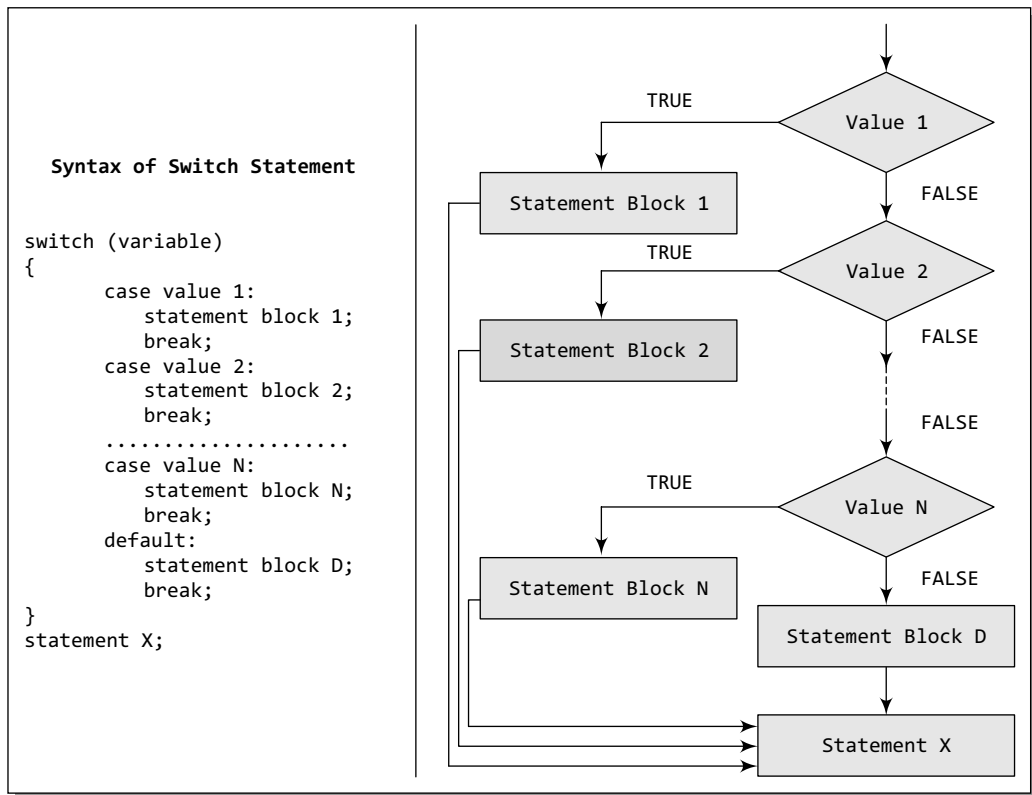 Syntax of Switch Statement
switch (variable)
{
case value 1:
statement block 1;
break;
case value 2:
statement block 2;
break;
.....................
case value N:
statement block N;
break;
default:
statement block D;
break;
}
statement X;
Value 1
TRUE
FALSE
Statement Block 1
Value 2
TRUE
FALSE
Statement Block 2
FALSE
Value N
TRUE
FALSE
Statement Block N
Statement Block D
Statement X